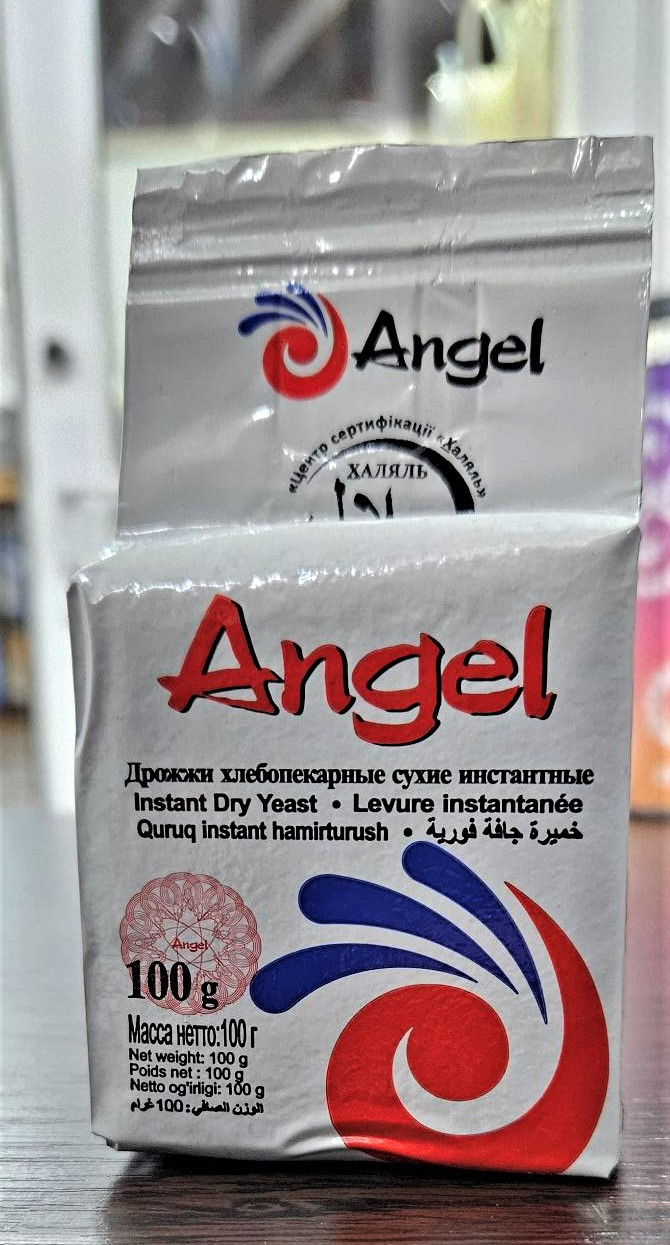 Angel
«Центр сертифікації «Халяль»
ХАЛЯЛЬ
Angel
Дрожжи хлебопекарные сухие инстантные
Instant Dry Yeast • Levure instantanée
Quruq instant hamirturush • خميرة جافة فورية
Angel
100 g
Масса нетто:100 г
Net weight: 100 g
Poids net : 100 g
Netto og'irligi: 100 g
الوزن الصافي: 100 غرام